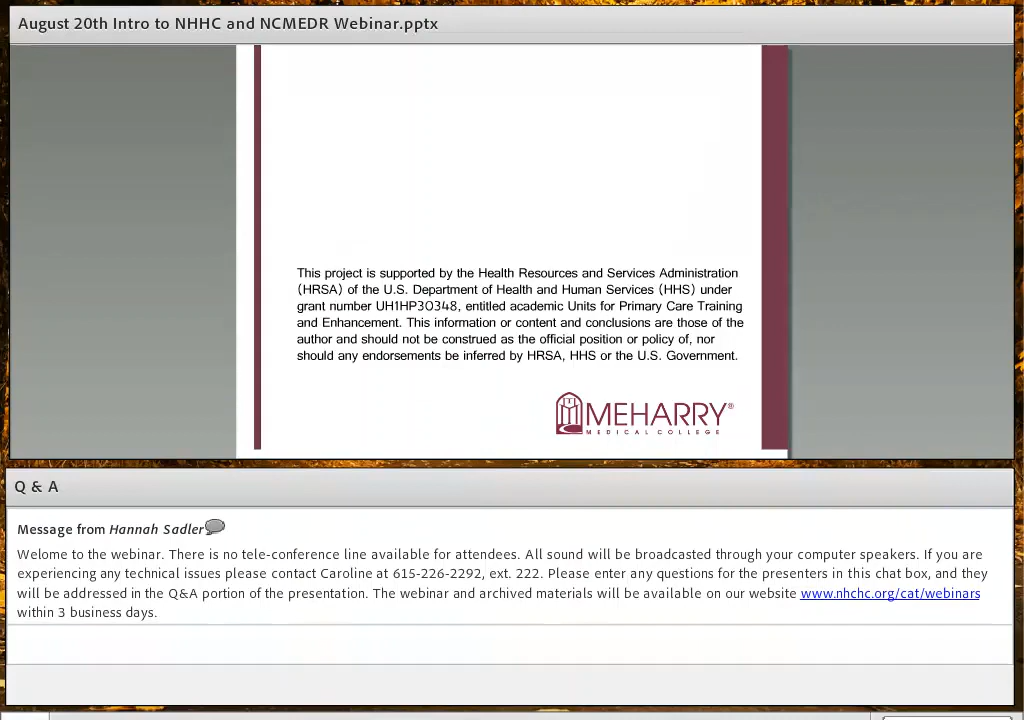 August 20th Intro to NHHC and NCMEDR Webinar.pptx
This project is supported by the Health Resources and Services Administration
(HRSA) of the U.S. Department of Health and Human Services (HHS) under
grant number UH1HP30348, entitled academic Units for Primary Care Training
and Enhancement. This information or content and conclusions are those of the
author and should not be construed as the official position or policy of, nor
should any endorsements be inferred by HRSA, HHS or the U.S. Government.
MEHARRY®
MEDICAL COLLEGE
Q & A
Message from Hannah Sadler
Welome to the webinar. There is no tele-conference line available for attendees. All sound will be broadcasted through your computer speakers. If you are
experiencing any technical issues please contact Caroline at 615-226-2292, ext. 222. Please enter any questions for the presenters in this chat box, and they
will be addressed in the Q&A portion of the presentation. The webinar and archived materials will be available on our website www.nhchc.org/cat/webinars
within 3 business days.